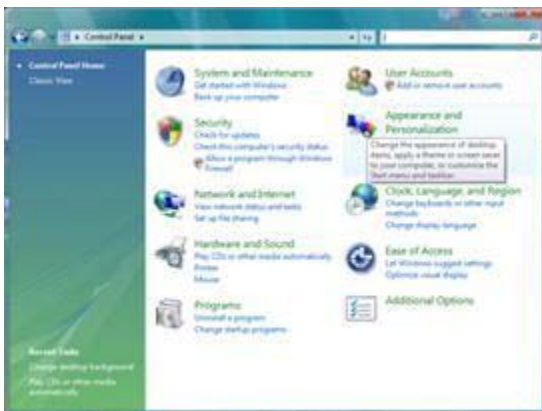 Control Panel
Control Panel Home
Classic View
System and Maintenance
Get started with Windows
Back up your computer
Security
Check for updates
Check this computer's security status
Allow a program through Windows
Firewall
Network and Internet
View network status and tasks
Set up file sharing
Hardware and Sound
Play CDs or other media automatically
Printer
Mouse
Programs
Uninstall a program
Change startup programs
User Accounts
Add or remove user accounts
Appearance and
Personalization
Change the appearance of desktop
items, apply a theme or screen saver
to your computer, or customize the
Start menu and taskbar.
Clock, Language, and Region
Change keyboards or other input
methods
Change display language
Ease of Access
Let Windows suggest settings
Optimize visual display
Additional Options
Recent Tasks
Change desktop background
Play CDs or other media
automatically